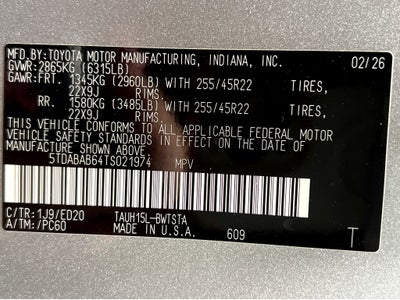 MFD.BY:TOYOTA MOTOR MANUFACTURING, INDIANA, INC. 02/26
GVWR:2865KG (6315LB)
GAWR:FRT. 1345KG (2960LB) WITH 255/45R22 TIRES,
22X9J RIMS.
RR. 1580KG (3485LB) WITH 255/45R22 TIRES,
22X9J RIMS.
THIS VEHICLE CONFORMS TO ALL APPLICABLE FEDERAL MOTOR
VEHICLE SAFETY STANDARDS IN EFFECT ON THE DATE OF
MANUFACTURE SHOWN ABOVE.
5TDABAB64TS021974 MPV
C/TR:1J9/ED20 TAUH15L-BWTSTA
A/TM:/PC60 MADE IN U.S.A. 609 T